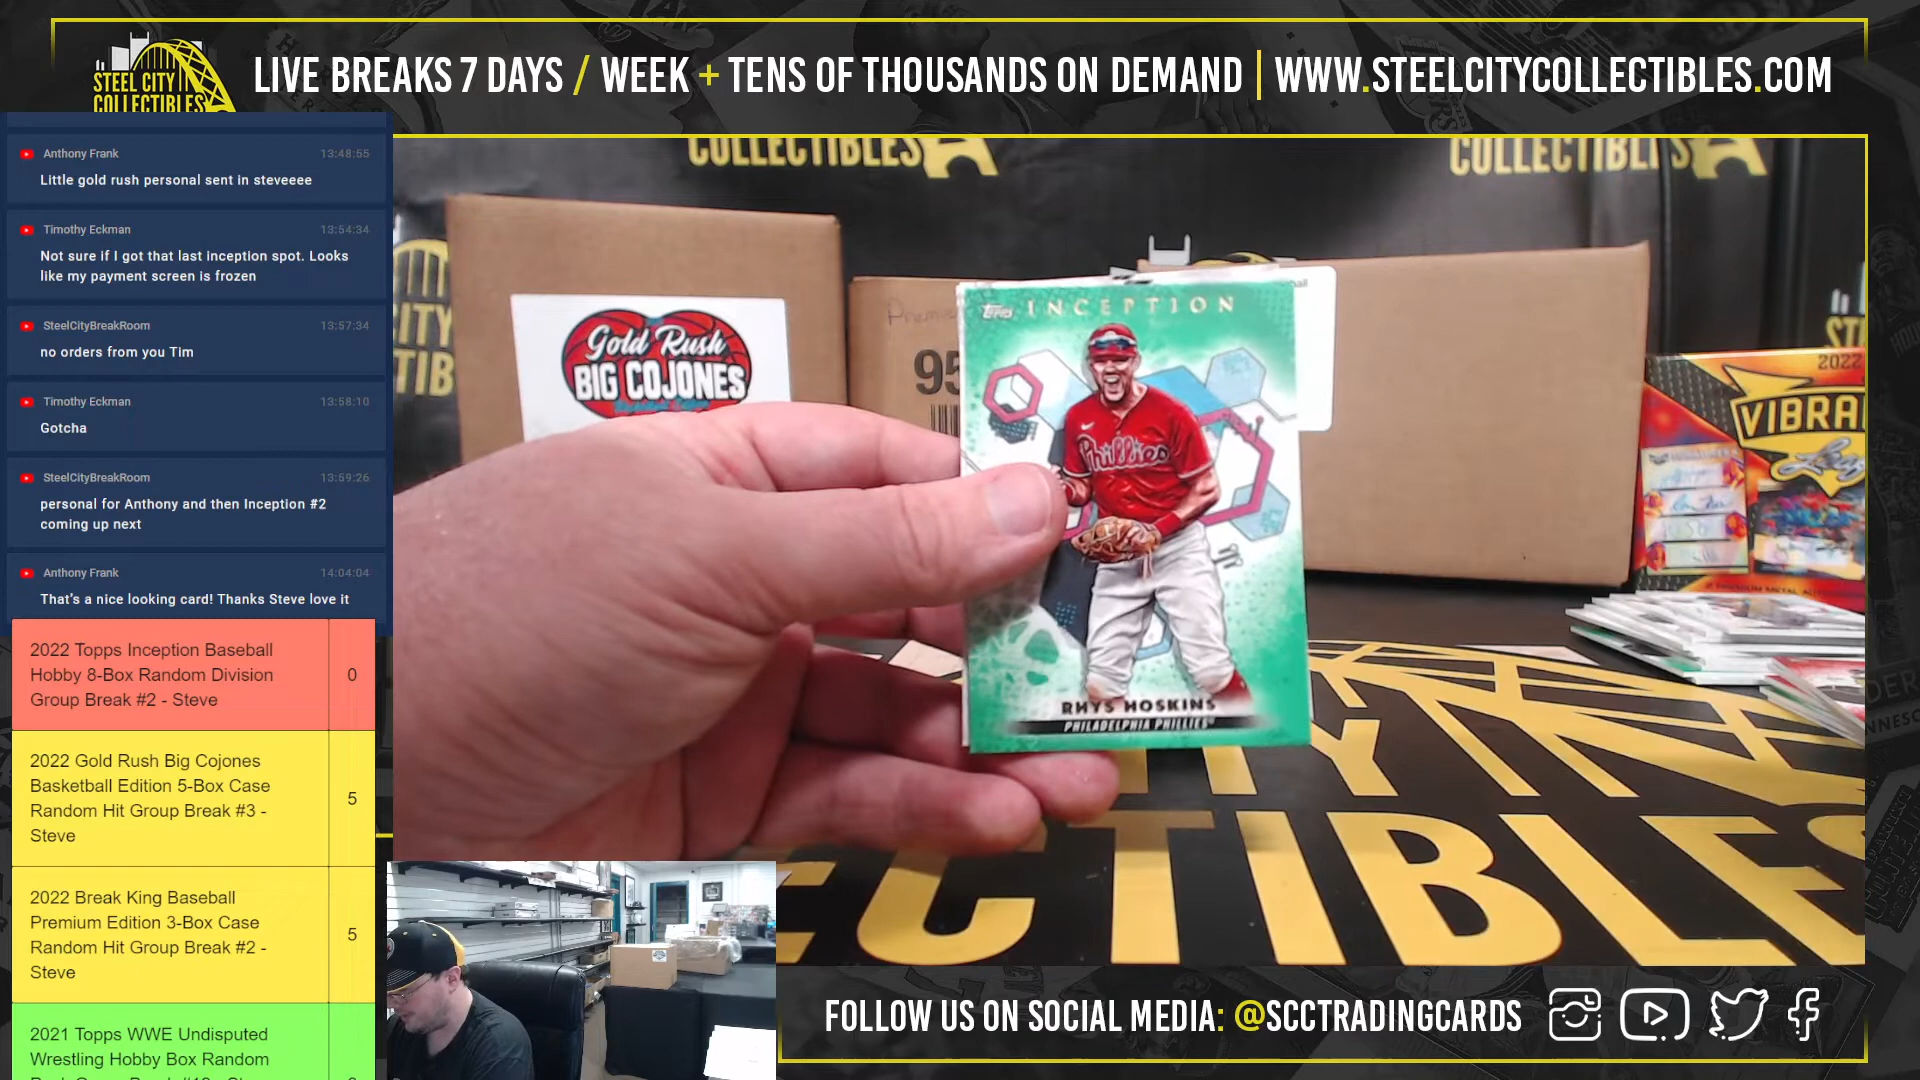 STEEL CITY
COLLECTIBLES
LIVE BREAKS 7 DAYS / WEEK + TENS OF THOUSANDS ON DEMAND | WWW.STEELCITYCOLLECTIBLES.COM
Anthony Frank 13:48:55
Little gold rush personal sent in steveeee
Timothy Eckman 13:54:34
Not sure if I got that last inception spot. Looks
like my payment screen is frozen
SteelCityBreakRoom 13:57:34
no orders from you Tim
Timothy Eckman 13:58:10
Gotcha
SteelCityBreakRoom 13:59:26
personal for Anthony and then Inception #2
coming up next
Anthony Frank 14:04:04
That's a nice looking card! Thanks Steve love it
2022 Topps Inception Baseball
Hobby 8-Box Random Division
Group Break #2 - Steve
0
2022 Gold Rush Big Cojones
Basketball Edition 5-Box Case
Random Hit Group Break #3 -
Steve
5
2022 Break King Baseball
Premium Edition 3-Box Case
Random Hit Group Break #2 -
Steve
5
2021 Topps WWE Undisputed
Wrestling Hobby Box Random
COLLECTIBLES
Gold Rush
BIG COJONES
95
Topps INCEPTION
Phillies
RHYS HOSKINS
PHILADELPHIA PHILLIES
2022
VIBRA
Leaf
CTIBLES
FOLLOW US ON SOCIAL MEDIA: @SCCTRADINGCARDS